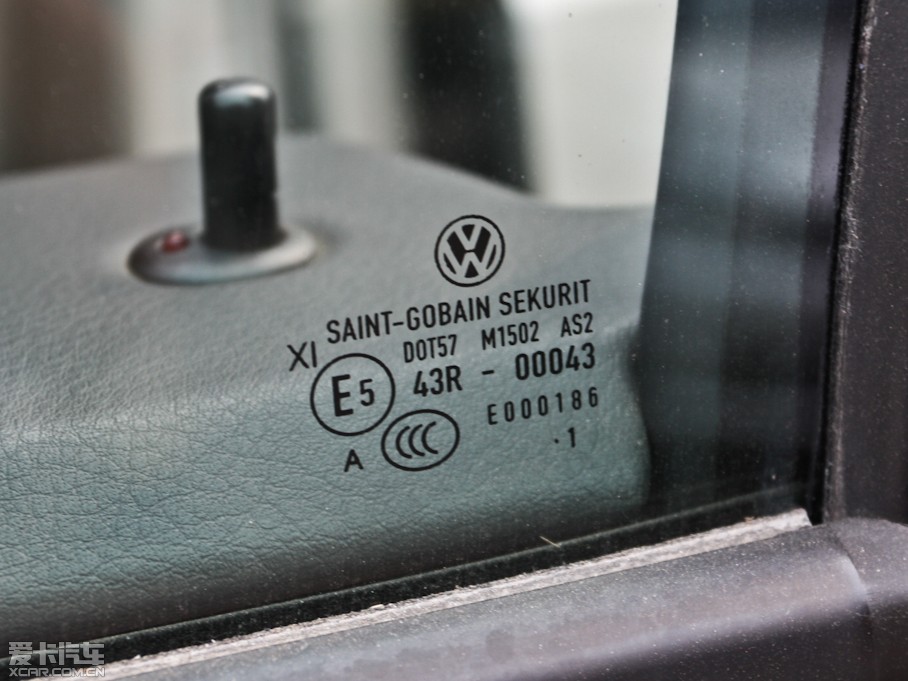 SAINT-GOBAIN SEKURIT
XI
DOT57 M1502 AS2
E5 43R - 00043
E000186
CCC
A
·1
爱卡汽车
XCAR.COM.CN